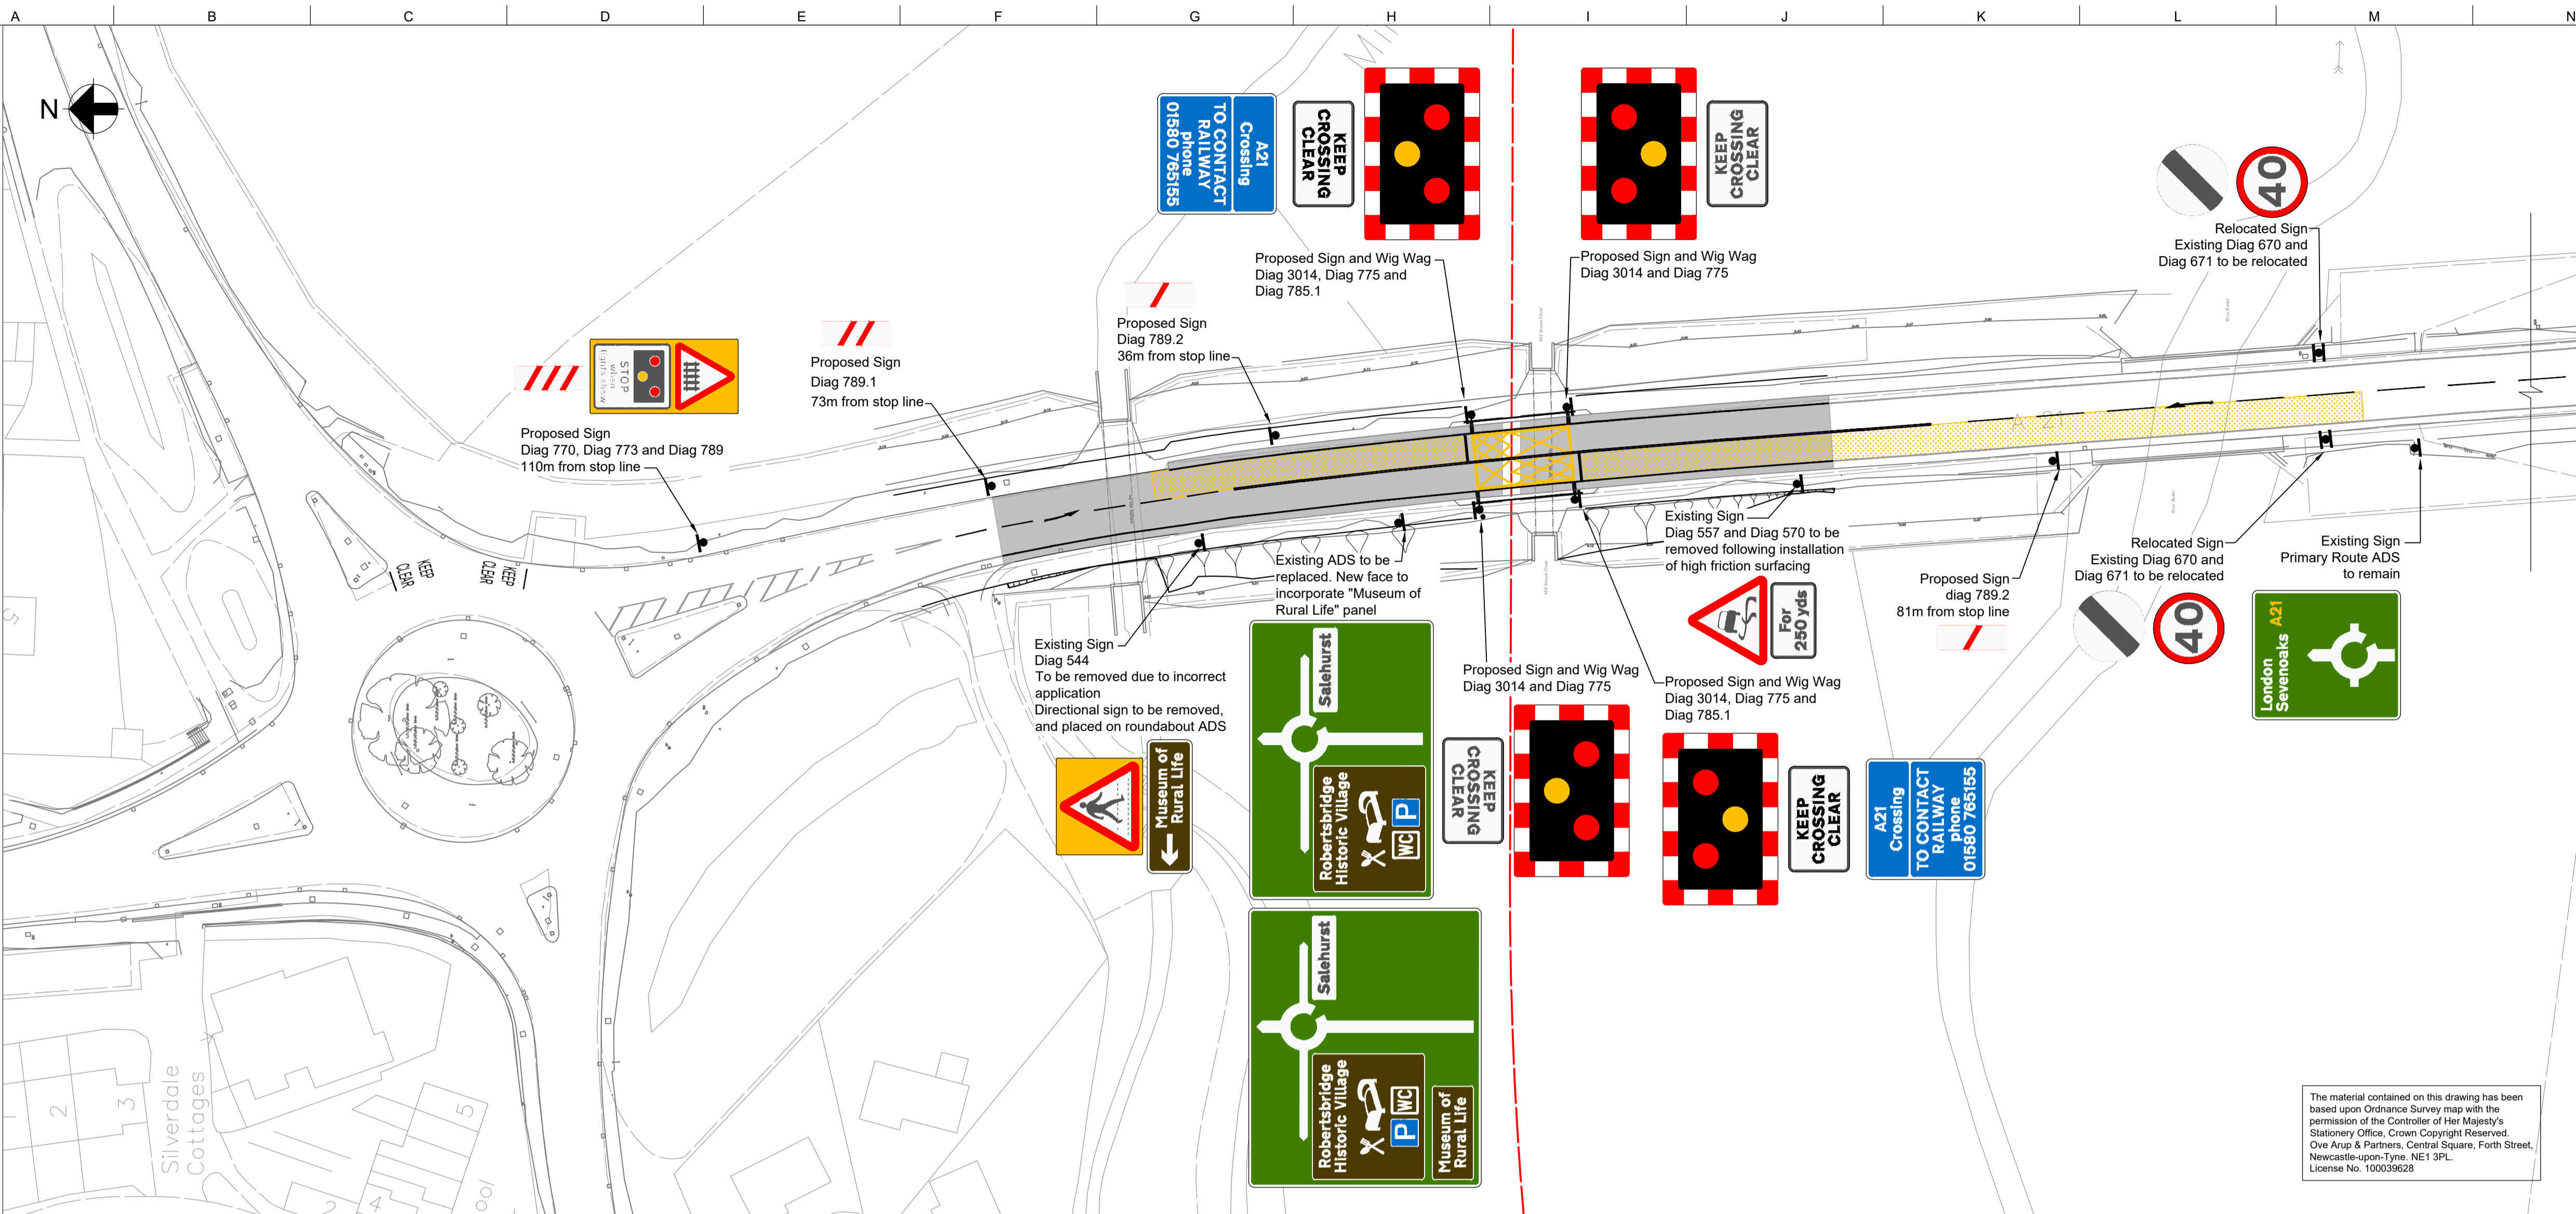 A
B
C
D
E
F
G
H
I
J
K
L
M
N
N
A21
Crossing
TO CONTACT
RAILWAY
phone
01580 765155
KEEP
CROSSING
CLEAR
KEEP
CROSSING
CLEAR
Proposed Sign and Wig Wag
Diag 3014, Diag 775 and
Diag 785.1
Proposed Sign and Wig Wag
Diag 3014 and Diag 775
40
Relocated Sign
Existing Diag 670 and
Diag 671 to be relocated
Proposed Sign
Diag 789.2
36m from stop line
Proposed Sign
Diag 789.1
73m from stop line
STOP
when
lights show
Proposed Sign
Diag 770, Diag 773 and Diag 789
110m from stop line
KEEP
CLEAR
KEEP
CLEAR
A 21
Existing Sign
Diag 557 and Diag 570 to be
removed following installation
of high friction surfacing
For
250 yds
Existing ADS to be
replaced. New face to
incorporate "Museum of
Rural Life" panel
Existing Sign
Diag 544
To be removed due to incorrect
application
Directional sign to be removed,
and placed on roundabout ADS
Museum of
Rural Life
Salehurst
Robertsbridge
Historic Village
WC P
Proposed Sign and Wig Wag
Diag 3014 and Diag 775
KEEP
CROSSING
CLEAR
Proposed Sign and Wig Wag
Diag 3014, Diag 775 and
Diag 785.1
KEEP
CROSSING
CLEAR
A21
Crossing
TO CONTACT
RAILWAY
phone
01580 765155
Proposed Sign
diag 789.2
81m from stop line
Relocated Sign
Existing Diag 670 and
Diag 671 to be relocated
40
Existing Sign
Primary Route ADS
to remain
London A21
Sevenoaks
Salehurst
Robertsbridge
Historic Village
P WC
Museum of
Rural Life
5
2
3
Silverdale
Cottages
5
4
2
ool
The material contained on this drawing has been
based upon Ordnance Survey map with the
permission of the Controller of Her Majesty's
Stationery Office, Crown Copyright Reserved.
Ove Arup & Partners, Central Square, Forth Street,
Newcastle-upon-Tyne. NE1 3PL.
License No. 100039628